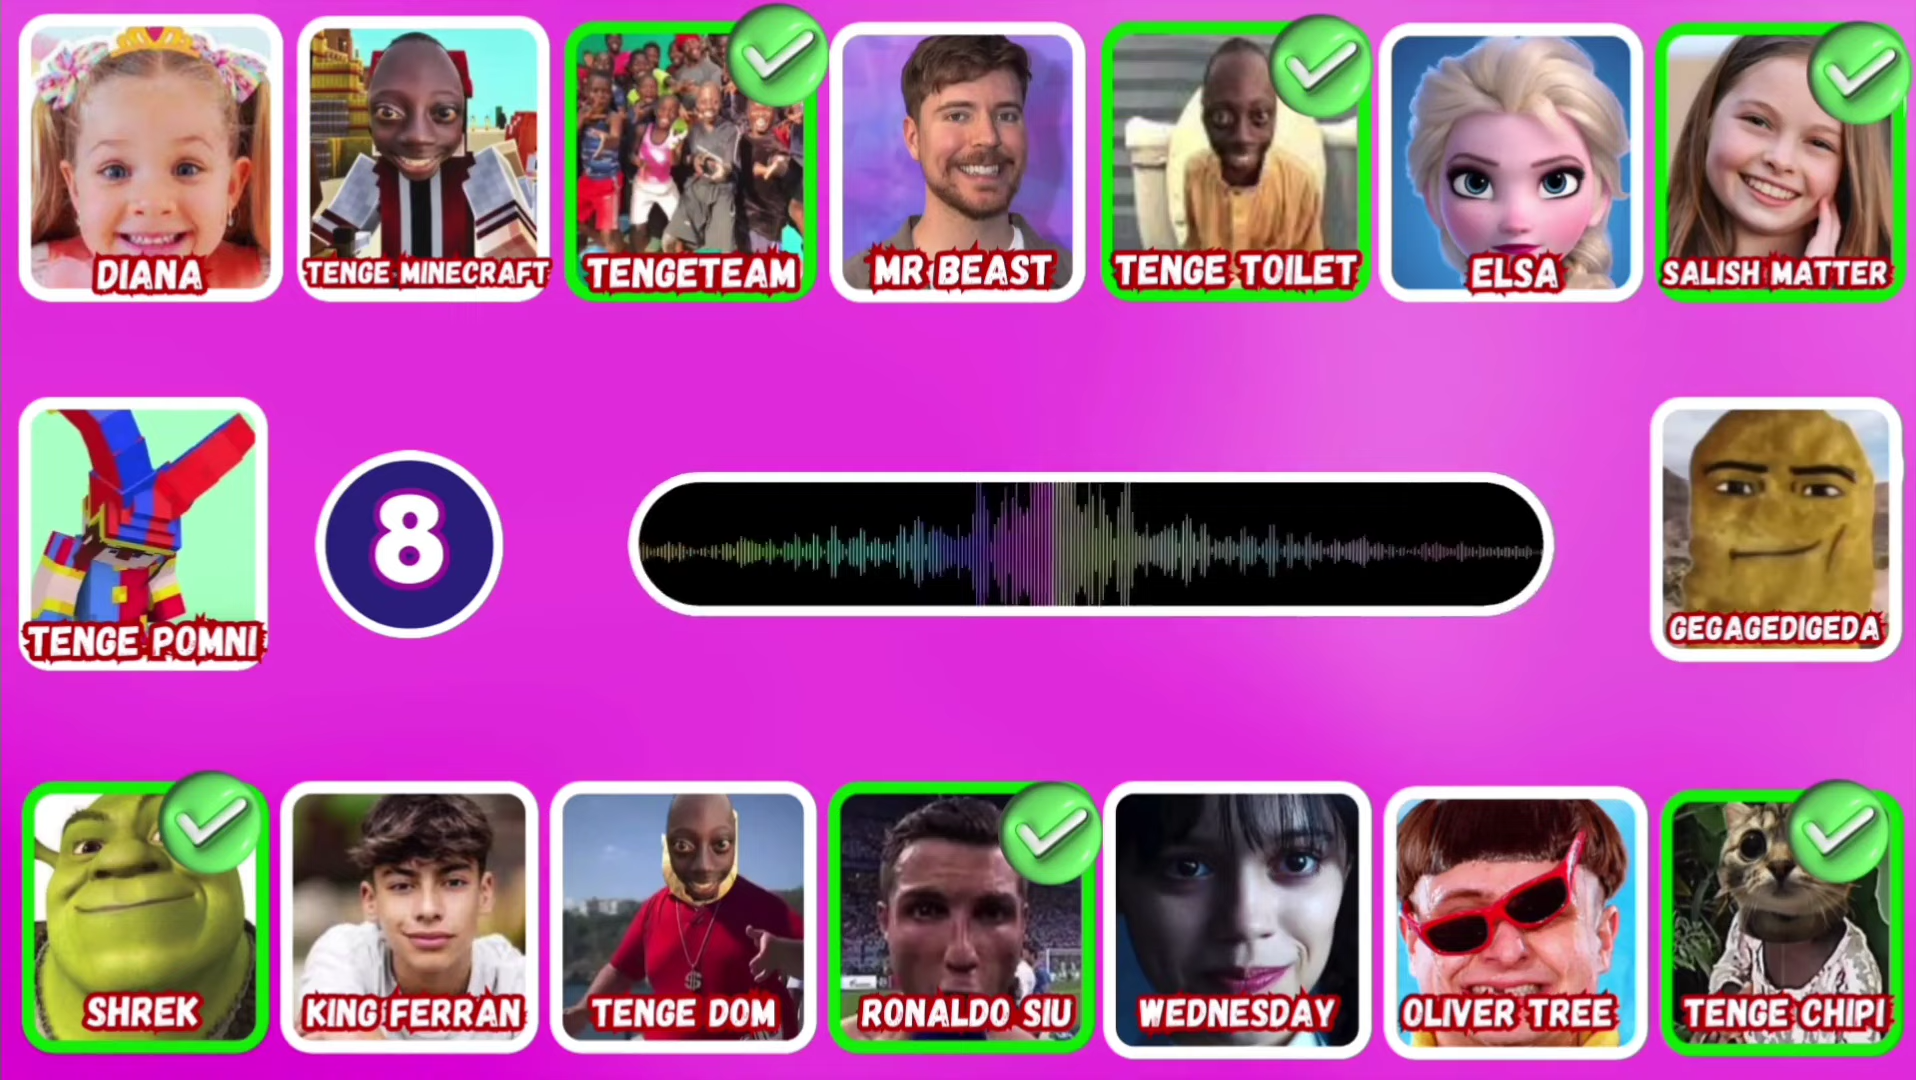 DIANA
TENGE MINECRAFT
TENGETEAM
MR BEAST
TENGE TOILET
ELSA
SALISH MATTER
TENGE POMNI
8
GEGAGEDIGEDA
SHREK
KING FERRAN
TENGE DOM
RONALDO SIU
WEDNESDAY
OLIVER TREE
TENGE CHIPI